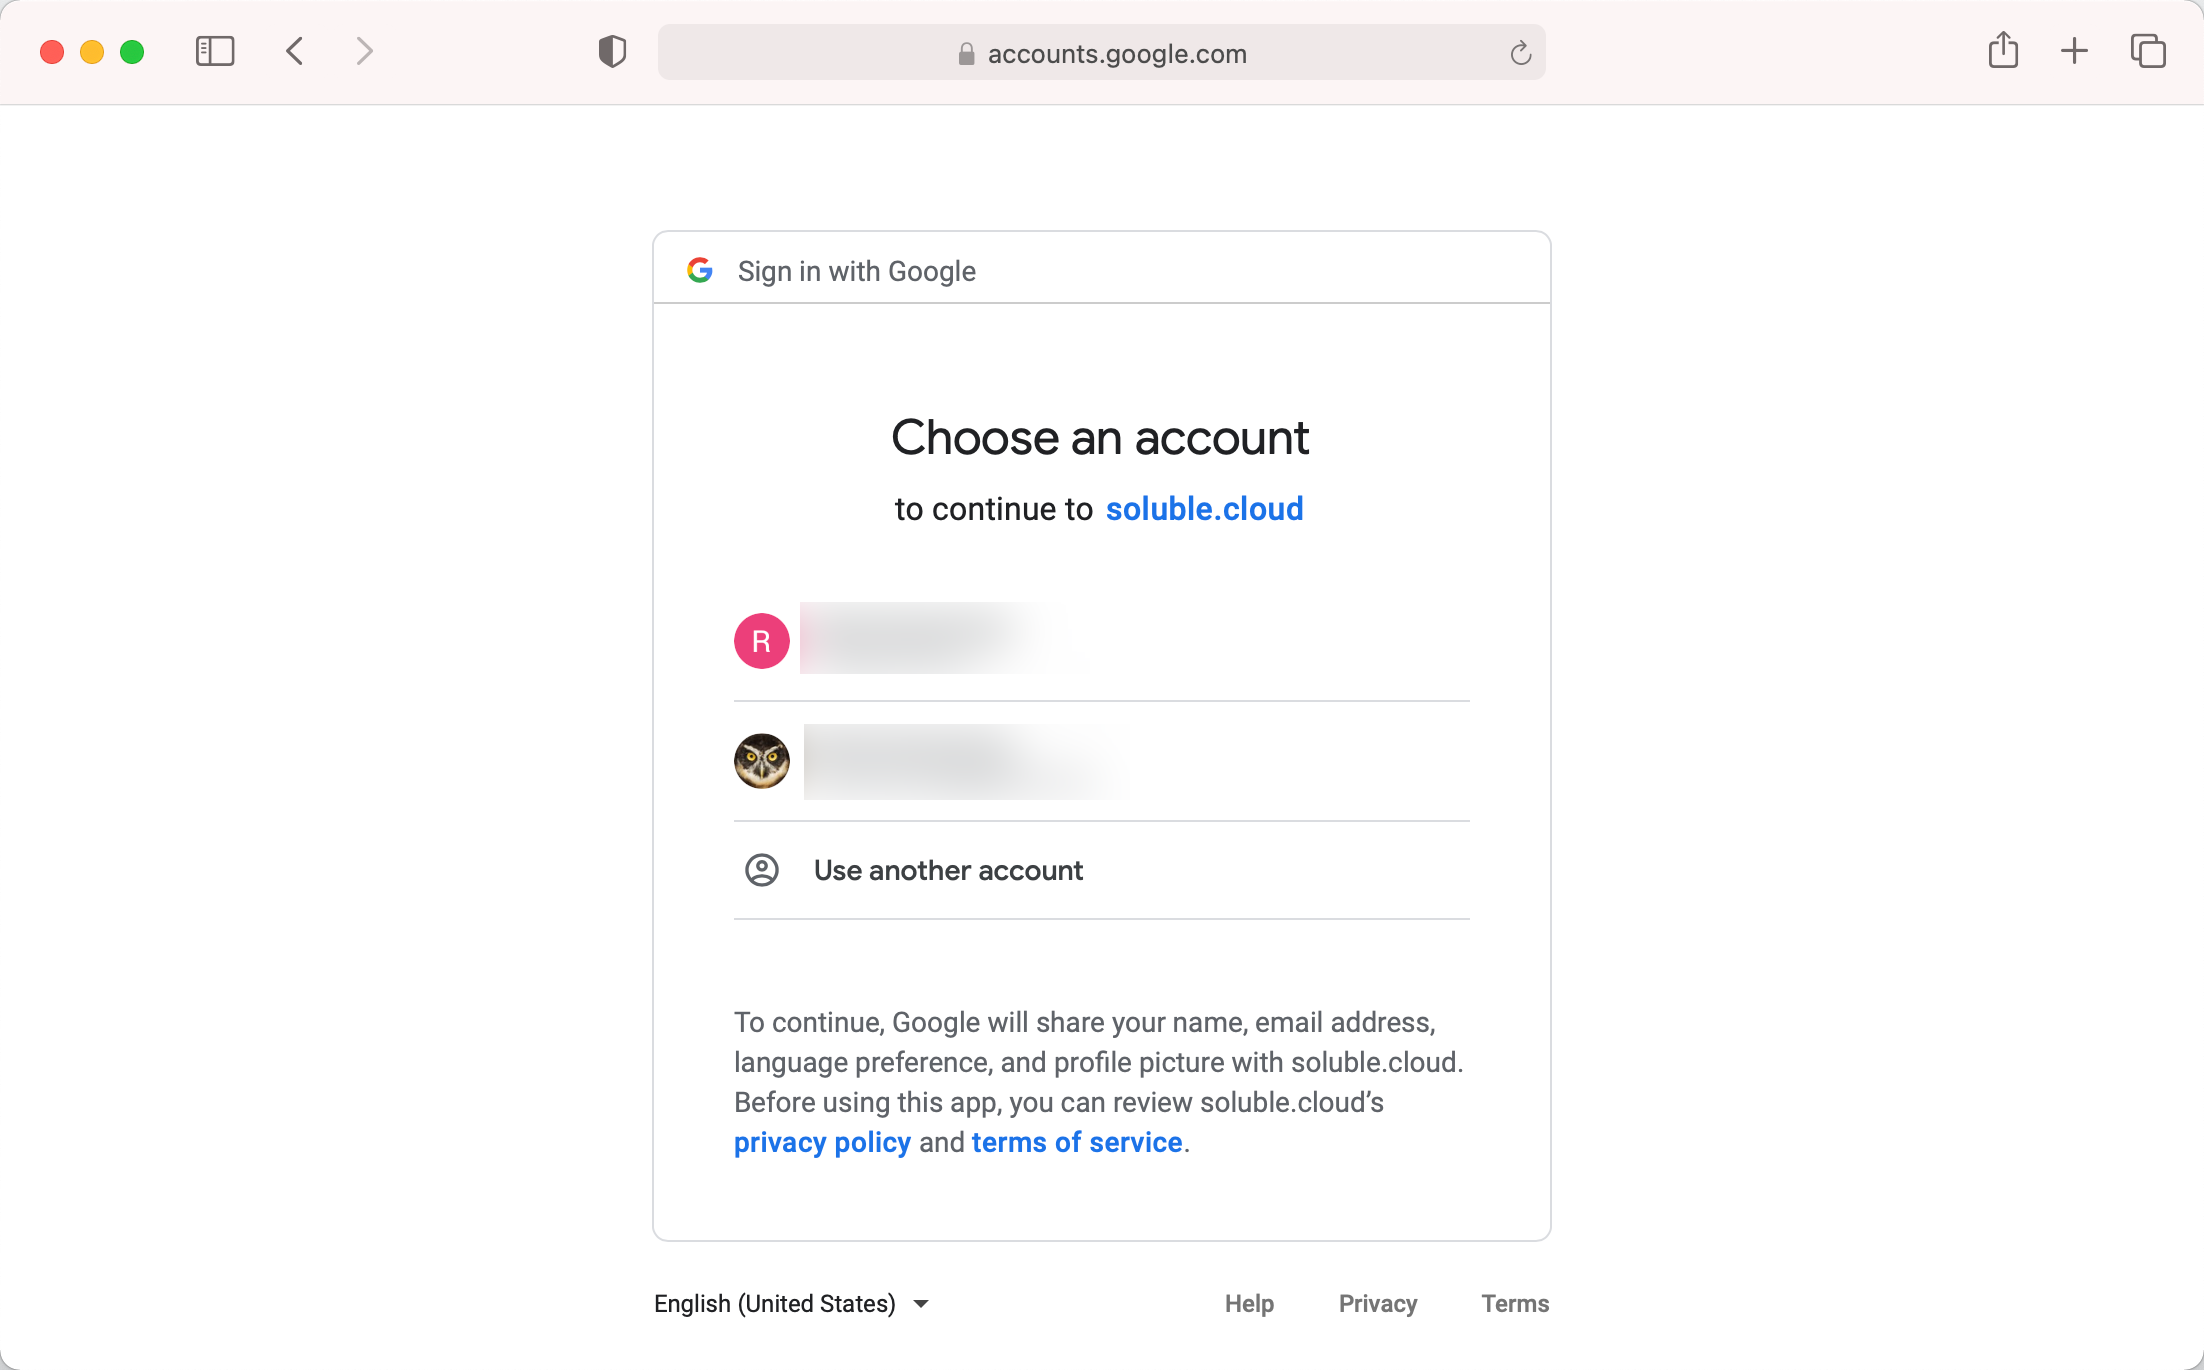 accounts.google.com
Sign in with Google
Choose an account
to continue to soluble.cloud
R
Use another account
To continue, Google will share your name, email address,
language preference, and profile picture with soluble.cloud.
Before using this app, you can review soluble.cloud’s
privacy policy and terms of service.
English (United States)
Help Privacy Terms